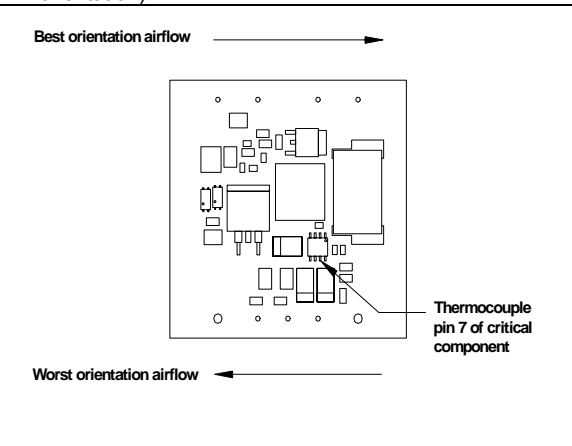 Best orientation airflow
Thermocouple
pin 7 of critical
component
Worst orientation airflow